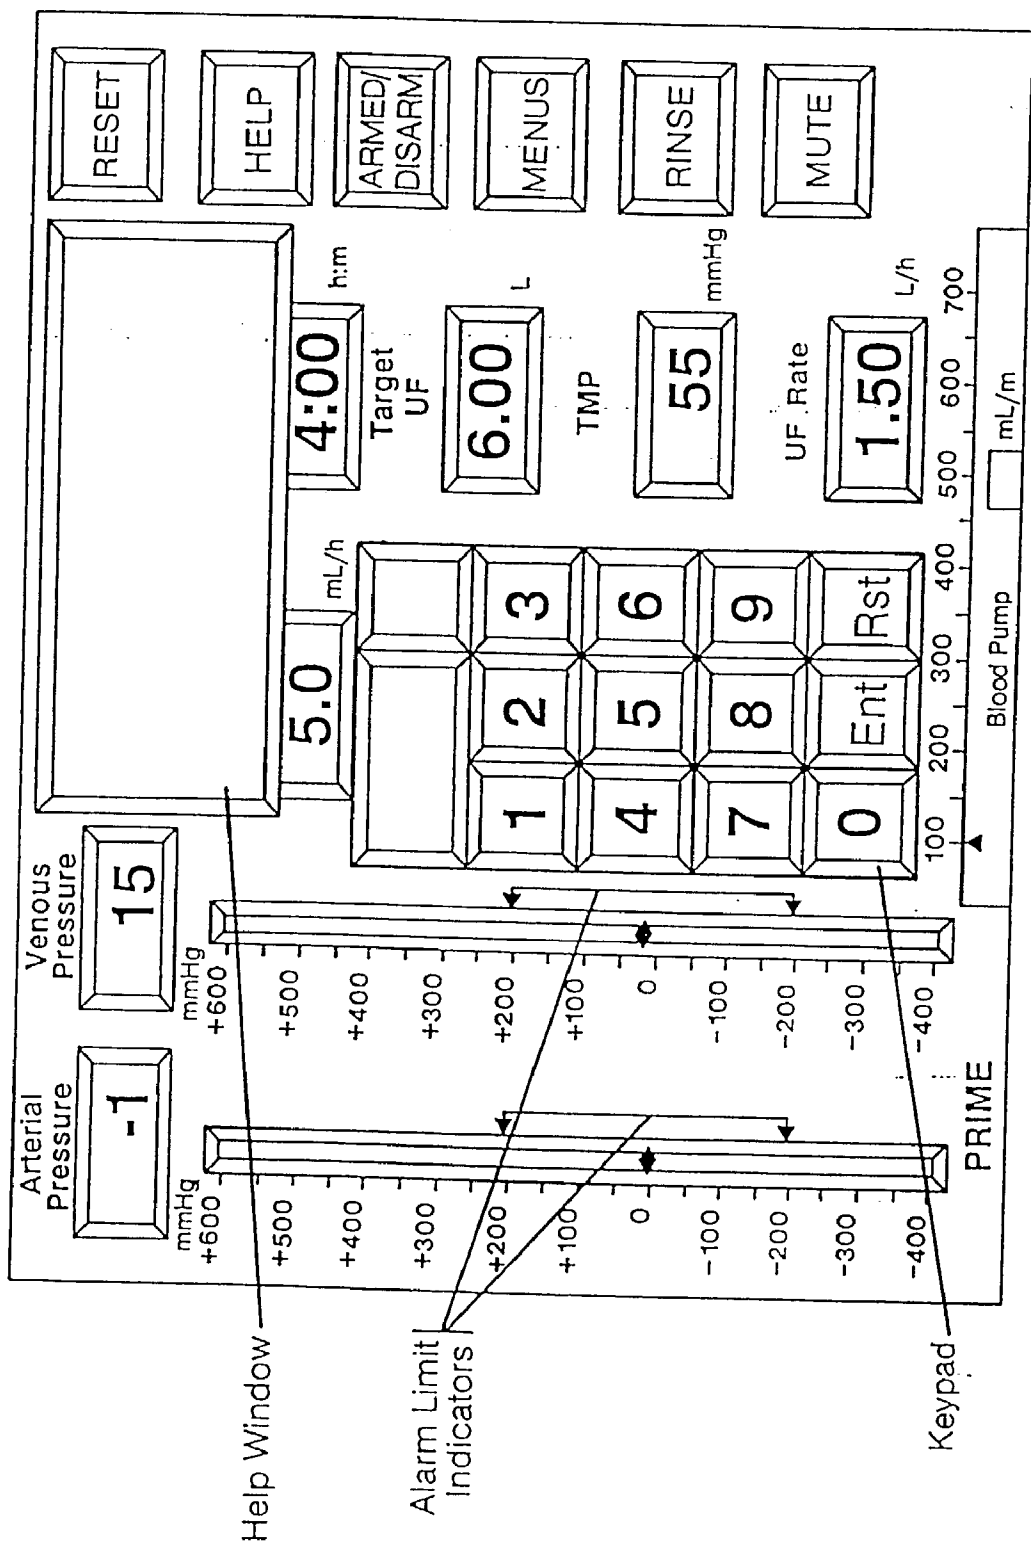 Arterial
Pressure
-1
Venous
Pressure
15
RESET
mmHg
+600
+500
+400
+300
+200
+100
0
-100
-200
-300
-400
mmHg
+600
+500
+400
+300
+200
+100
0
-100
-200
-300
-400
HELP
5.0
mL/h
4:00
h:m
ARMED/
DISARM
Target
UF
6.00
L
MENUS
1 2 3
4 5 6
7 8 9
0 Ent Rst
TMP
55
mmHg
RINSE
UF Rate
1.50
L/h
MUTE
100 200 300 400 500 600 700
PRIME
Blood Pump
mL/m
Help Window
Alarm Limit
Indicators
Keypad